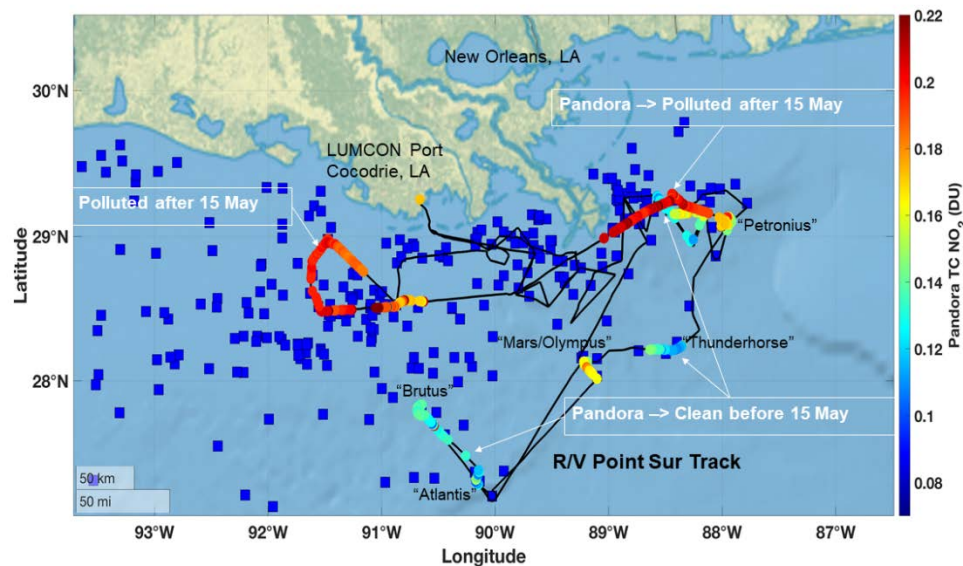 New Orleans, LA
30°N
Pandora –> Polluted after 15 May
LUMCON Port
Cocodrie, LA
Polluted after 15 May
29°N
"Petronius"
"Mars/Olympus"
"Thunderhorse"
28°N
"Brutus"
Pandora –> Clean before 15 May
R/V Point Sur Track
"Atlantis"
50 km
50 mi
93°W 92°W 91°W 90°W 89°W 88°W 87°W
Longitude
Latitude
0.22
0.2
0.18
0.16
0.14
0.12
0.1
0.08
Pandora TC NO2 (DU)